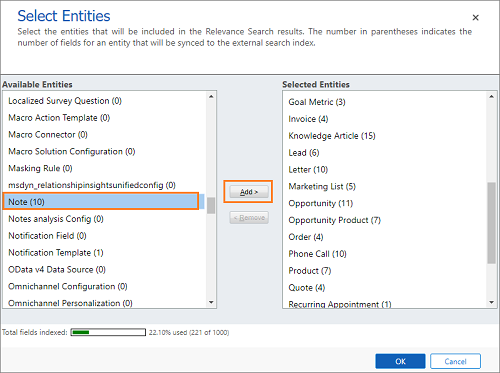 Select Entities
Select the entities that will be included in the Relevance Search results. The number in parentheses indicates the
number of fields for an entity that will be synced to the external search index.
Available Entities
Localized Survey Question (0)
Macro Action Template (0)
Macro Connector (0)
Macro Solution Configuration (0)
Masking Rule (0)
msdyn_relationshipinsightsunifiedconfig (0)
Note (10)
Notes analysis Config (0)
Notification Field (0)
Notification Template (1)
OData v4 Data Source (0)
Omnichannel Configuration (0)
Omnichannel Personalization (0)
Add >
< Remove
Selected Entities
Goal Metric (3)
Invoice (4)
Knowledge Article (15)
Lead (6)
Letter (10)
Marketing List (5)
Opportunity (11)
Opportunity Product (7)
Order (4)
Phone Call (10)
Product (7)
Quote (4)
Recurring Appointment (1)
Total fields indexed: 22.10% used (221 of 1000)
OK
Cancel